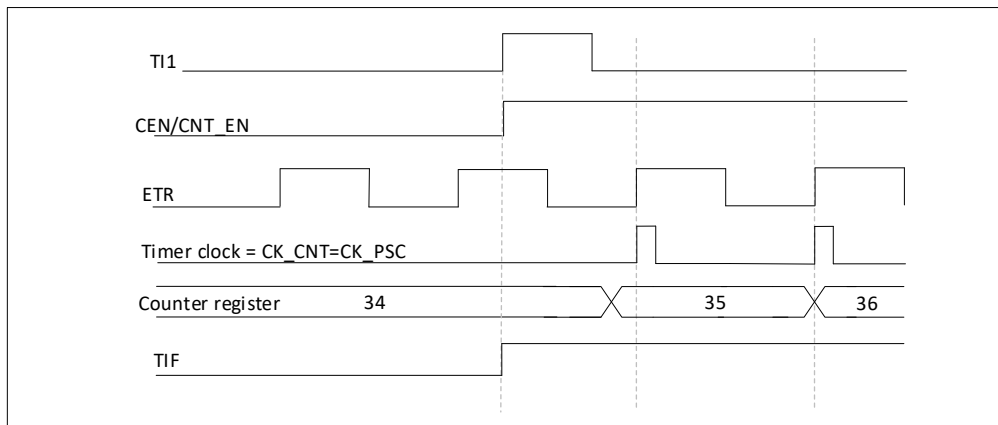 TI1
CEN/CNT_EN
ETR
Timer clock = CK_CNT=CK_PSC
Counter register 34 35 36
TIF